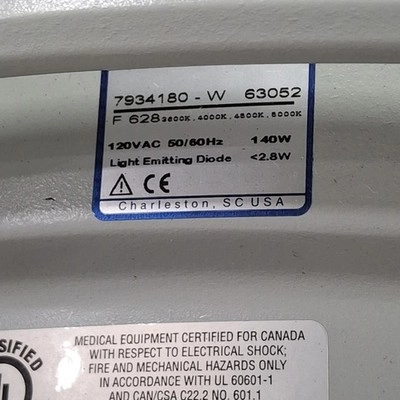 7934180 - W 63052
F 628 3600K, 4000K, 4500K, 5000K
120VAC 50/60Hz 140W
Light Emitting Diode <2.8W
CE
Charleston, SC USA
MEDICAL EQUIPMENT CERTIFIED FOR CANADA
WITH RESPECT TO ELECTRICAL SHOCK;
FIRE AND MECHANICAL HAZARDS ONLY
IN ACCORDANCE WITH UL 60601-1
AND CAN/CSA C22.2 NO. 601.1